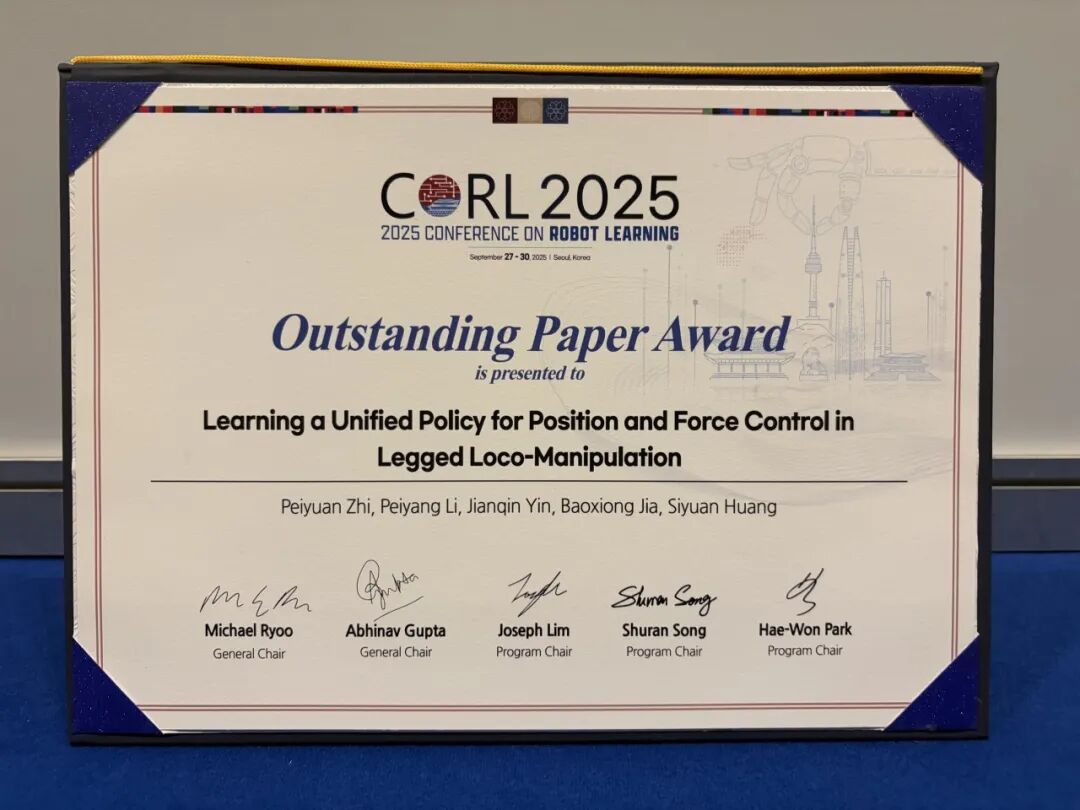 CORL 2025
2025 CONFERENCE ON ROBOT LEARNING
September 27 - 30, 2025 | Seoul, Korea
Outstanding Paper Award
is presented to
Learning a Unified Policy for Position and Force Control in
Legged Loco-Manipulation
Peiyuan Zhi, Peiyang Li, Jianqin Yin, Baoxiong Jia, Siyuan Huang
Shuran Song
Michael Ryoo Abhinav Gupta Joseph Lim Shuran Song Hae-Won Park
General Chair General Chair Program Chair Program Chair Program Chair